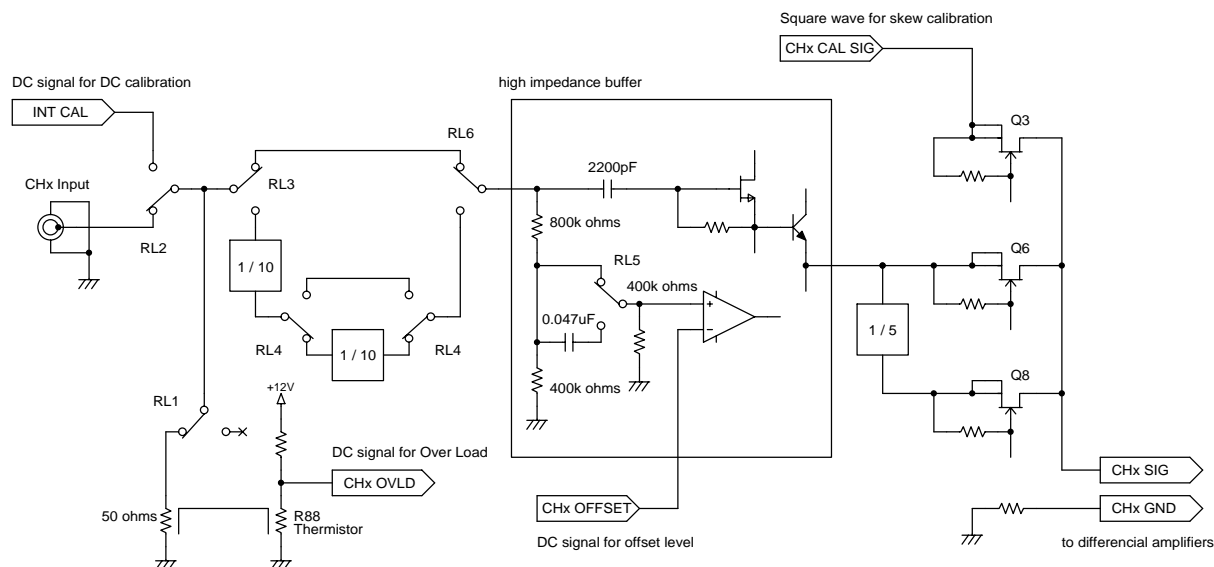 Square wave for skew calibration
CHx CAL SIG
DC signal for DC calibration
high impedance buffer
INT CAL
Q3
RL6
2200pF
CHx Input
RL3
RL2
800k ohms
1 / 10
RL5
Q6
400k ohms
+
−
0.047uF
1 / 5
RL4
1 / 10
RL4
400k ohms
Q8
+12V
RL1
DC signal for Over Load
CHx OVLD
CHx SIG
50 ohms
R88
Thermistor
CHx OFFSET
CHx GND
DC signal for offset level
to differencial amplifiers